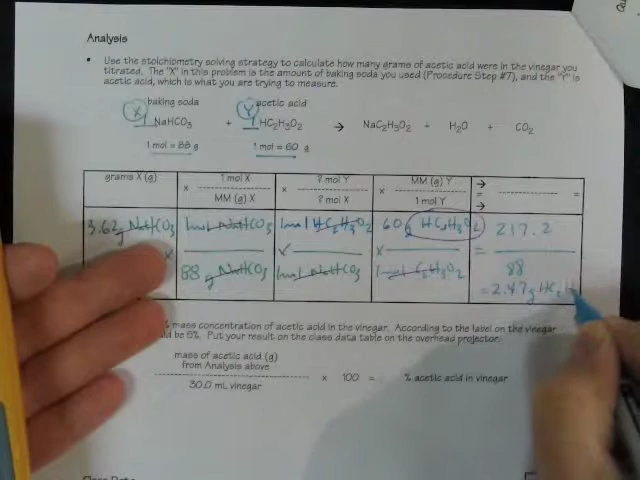 Analysis
Use the stoichiometry solving strategy to calculate how many grams of acetic acid were in the vinegar you
titrated. The "X" in this problem is the amount of baking soda you used (Procedure Step #7), and the "Y" is
acetic acid, which is what you are trying to measure.
X baking soda Y acetic acid
1 NaHCO3 + 1 HC2H3O2 → NaC2H3O2 + H2O + CO2
1 mol = 88 g 1 mol = 60 g
grams X (g) x 1 mol X x ? mol Y x MM (g) Y → =
MM (g) X ? mol X 1 mol Y →
3.62 g NaHCO3 1 mol NaHCO3 1 mol HC2H3O2 60 g HC2H3O2 217.2
x x x =
88 g NaHCO3 1 mol NaHCO3 1 mol C2H3O2 88
= 2.47 g HC2H
% mass concentration of acetic acid in the vinegar. According to the label on the vinegar
ld be 5%. Put your result on the class data table on the overhead projector.
mass of acetic acid (g)
from Analysis above x 100 = % acetic acid in vinegar
30.0 mL vinegar